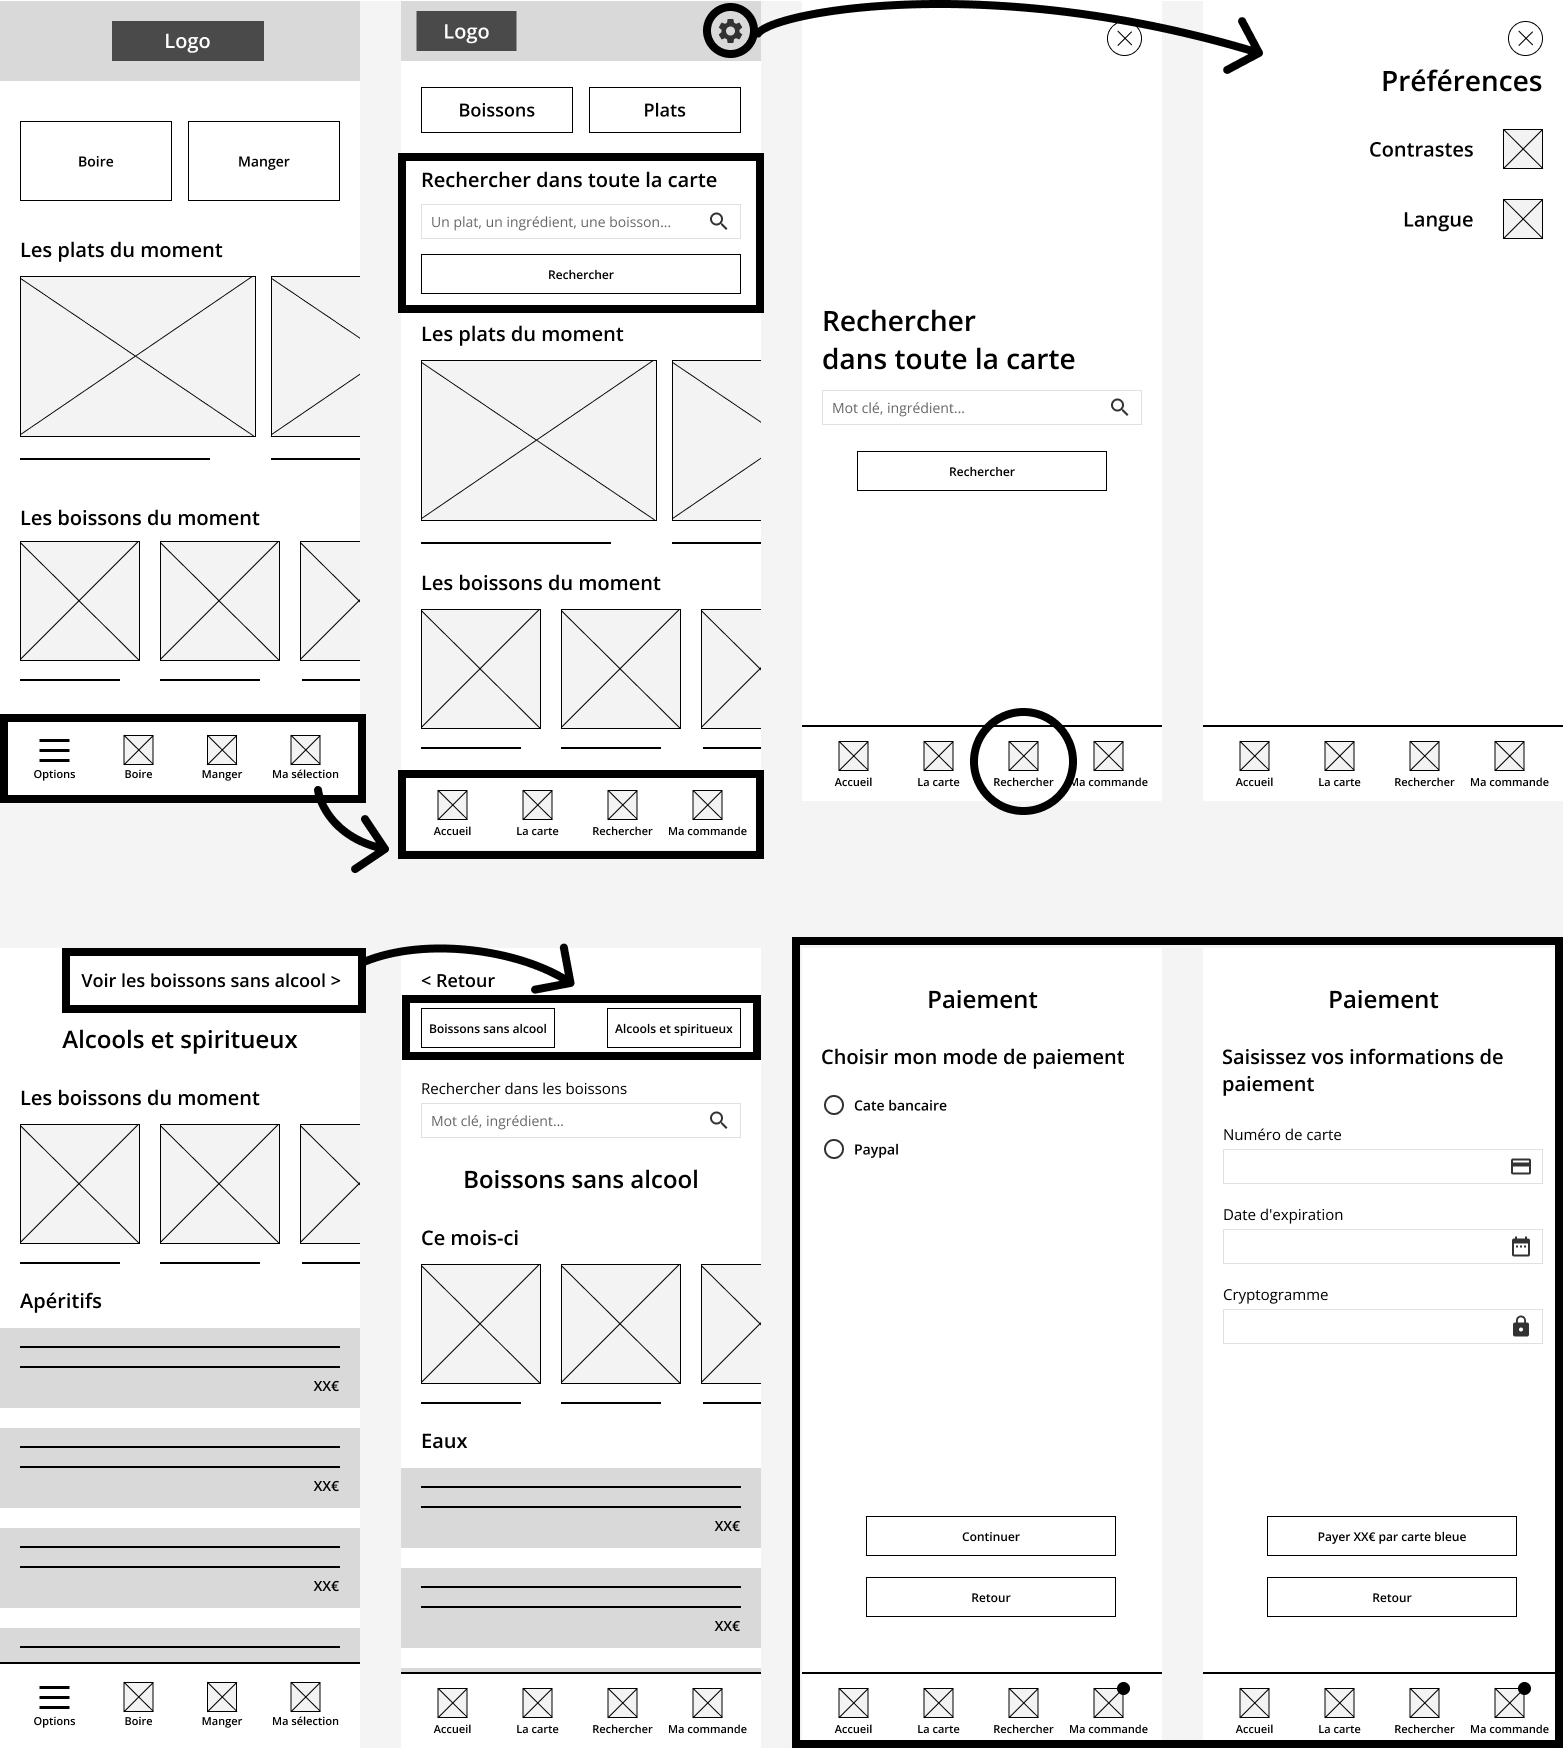 Logo
Boire
Manger
Les plats du moment
Les boissons du moment
Options
Boire
Manger
Ma sélection
Logo
Boissons
Plats
Rechercher dans toute la carte
Un plat, un ingrédient, une boisson...
Rechercher
Les plats du moment
Les boissons du moment
Accueil
La carte
Rechercher
Ma commande
Rechercher
dans toute la carte
Mot clé, ingrédient...
Rechercher
Accueil
La carte
Rechercher
Ma commande
Préférences
Contrastes
Langue
Accueil
La carte
Rechercher
Ma commande
Voir les boissons sans alcool >
Alcools et spiritueux
Les boissons du moment
Apéritifs
XX€
XX€
XX€
Options
Boire
Manger
Ma sélection
< Retour
Boissons sans alcool
Alcools et spiritueux
Rechercher dans les boissons
Mot clé, ingrédient...
Boissons sans alcool
Ce mois-ci
Eaux
XX€
XX€
Accueil
La carte
Rechercher
Ma commande
Paiement
Choisir mon mode de paiement
Cate bancaire
Paypal
Continuer
Retour
Accueil
La carte
Rechercher
Ma commande
Paiement
Saisissez vos informations de
paiement
Numéro de carte
Date d'expiration
Cryptogramme
Payer XX€ par carte bleue
Retour
Accueil
La carte
Rechercher
Ma commande